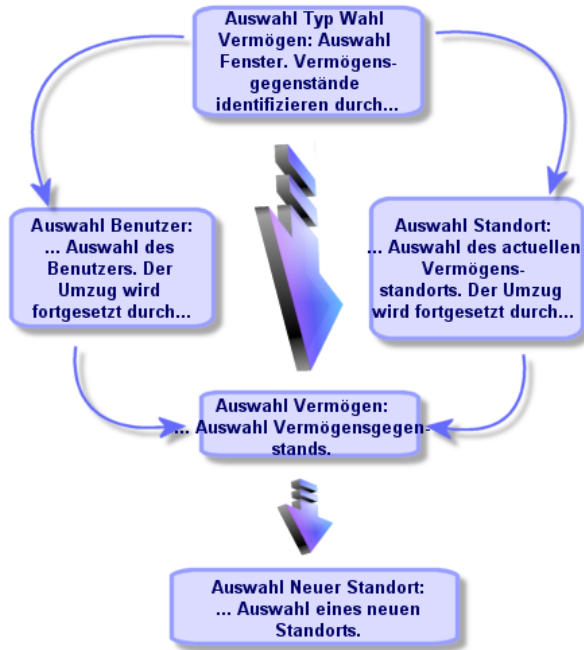 Auswahl Typ Wahl
Vermögen: Auswahl
Fenster. Vermögens-
gegenstände
identifizieren durch...
Auswahl Benutzer:
... Auswahl des
Benutzers. Der
Umzug wird
fortgesetzt durch...
Auswahl Standort:
... Auswahl des actuellen
Vermögens-
standorts. Der Umzug
wird fortgesetzt durch...
Auswahl Vermögen:
... Auswahl Vermögensgegen-
stands.
Auswahl Neuer Standort:
... Auswahl eines neuen
Standorts.